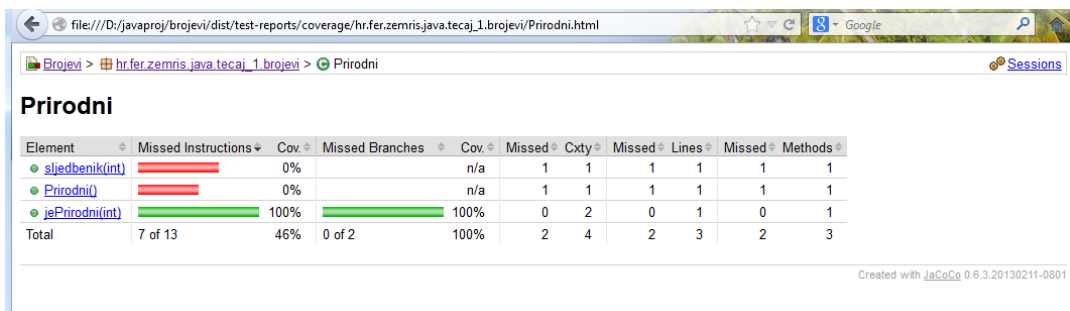 file:///D:/javaproj/brojevi/dist/test-reports/coverage/hr.fer.zemris.java.tecaj_1.brojevi/Prirodni.html Google
Brojevi > hr.fer.zemris.java.tecaj_1.brojevi > Prirodni Sessions
Prirodni
Element Missed Instructions Cov. Missed Branches Cov. Missed Cxty Missed Lines Missed Methods
sljedbenik(int) 0% n/a 1 1 1 1 1 1
Prirodni() 0% n/a 1 1 1 1 1 1
jePrirodni(int) 100% 100% 0 2 0 1 0 1
Total 7 of 13 46% 0 of 2 100% 2 4 2 3 2 3
Created with JaCoCo 0.6.3.20130211-0801